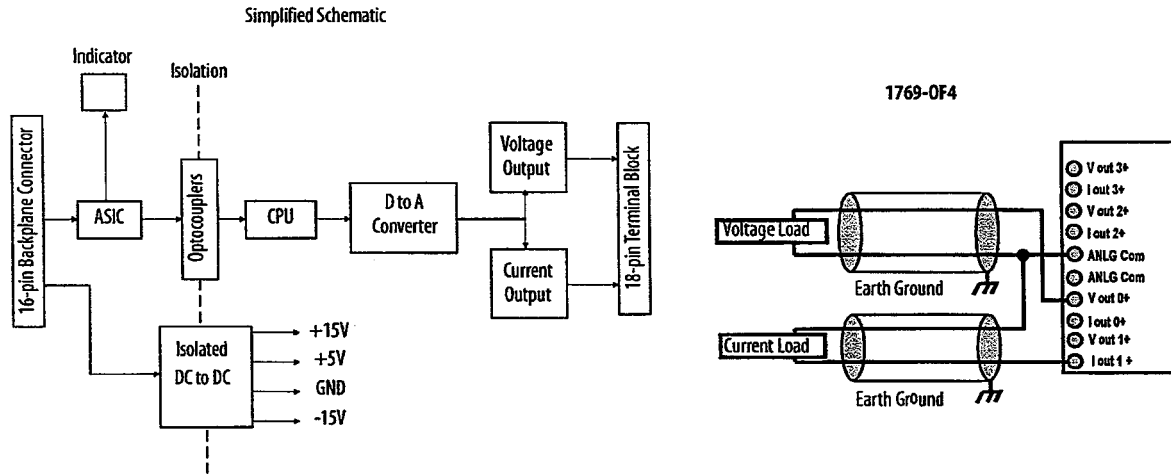 Simplified Schematic
Indicator
Isolation
16-pin Backplane Connector
ASIC
Optocouplers
CPU
D to A
Converter
Voltage
Output
Current
Output
18-pin Terminal Block
Isolated
DC to DC
+15V
+5V
GND
-15V
1769-OF4
V out 3+
I out 3+
V out 2+
I out 2+
ANLG Com
ANLG Com
V out 0+
I out 0+
V out 1+
I out 1 +
Voltage Load
Earth Ground
Current Load
Earth Ground